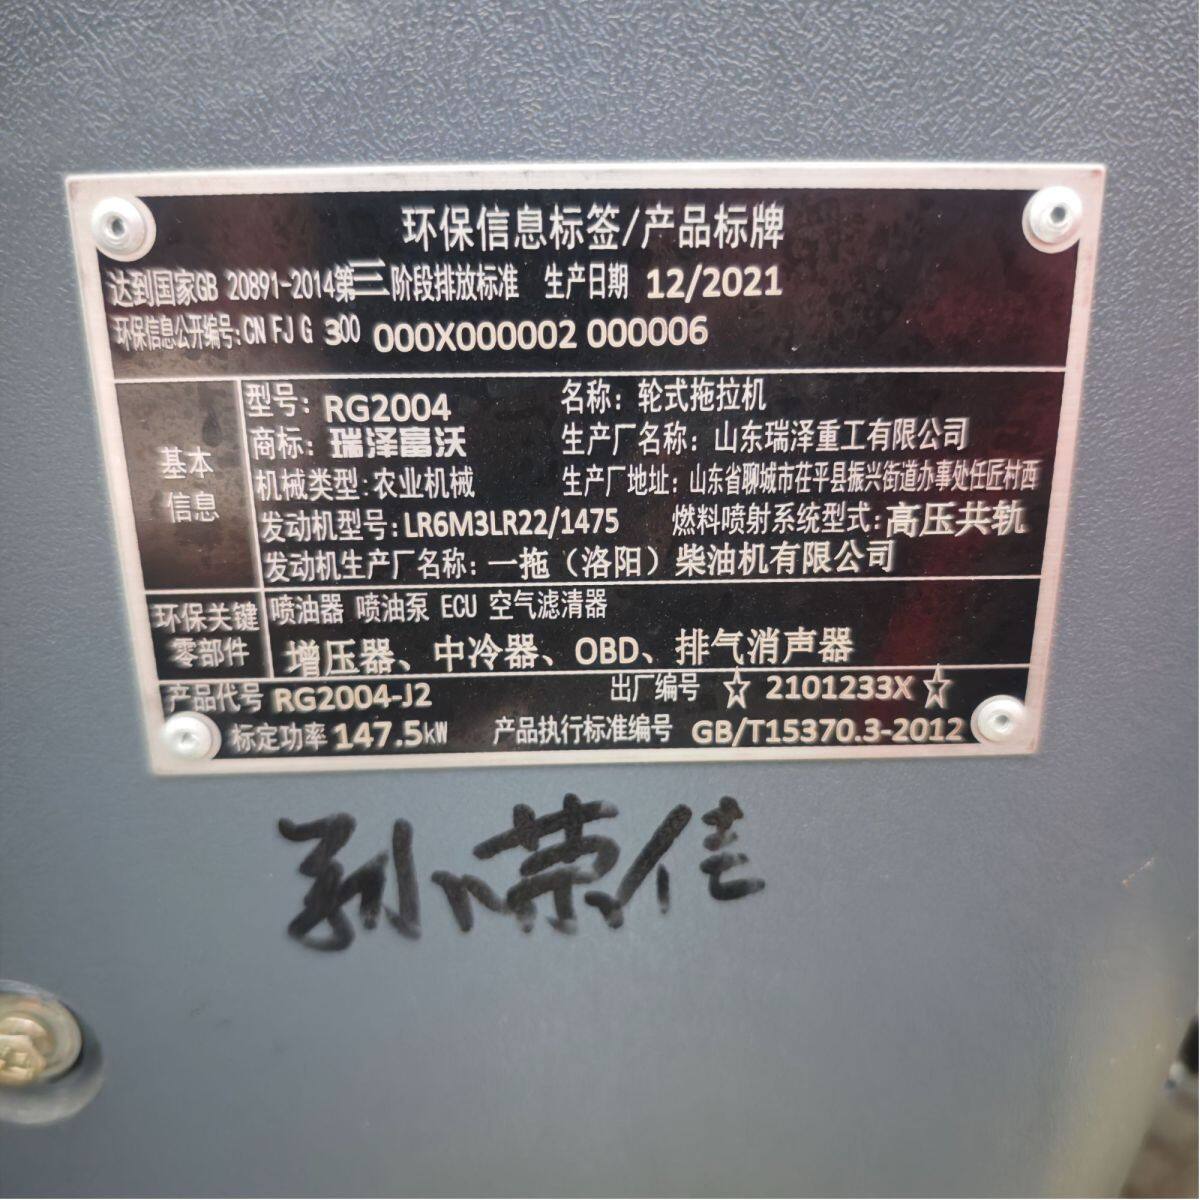 环保信息标签/产品标牌
达到国家GB 20891-2014第三阶段排放标准 生产日期 12/2021
环保信息公开编号:CN FJ G 300 000X000002 000006
基本信息
型号: RG2004 名称: 轮式拖拉机
商标: 瑞泽富沃 生产厂名称: 山东瑞泽重工有限公司
机械类型:农业机械 生产厂地址: 山东省聊城市茌平县振兴街道办事处任匠村西
发动机型号:LR6M3LR22/1475 燃料喷射系统型式:高压共轨
发动机生产厂名称: 一拖（洛阳）柴油机有限公司
环保关键零部件
喷油器 喷油泵 ECU 空气滤清器
增压器、中冷器、OBD、排气消声器
产品代号 RG2004-J2 出厂编号 ☆ 2101233X ☆
标定功率 147.5kW 产品执行标准编号 GB/T15370.3-2012
孙荣佳